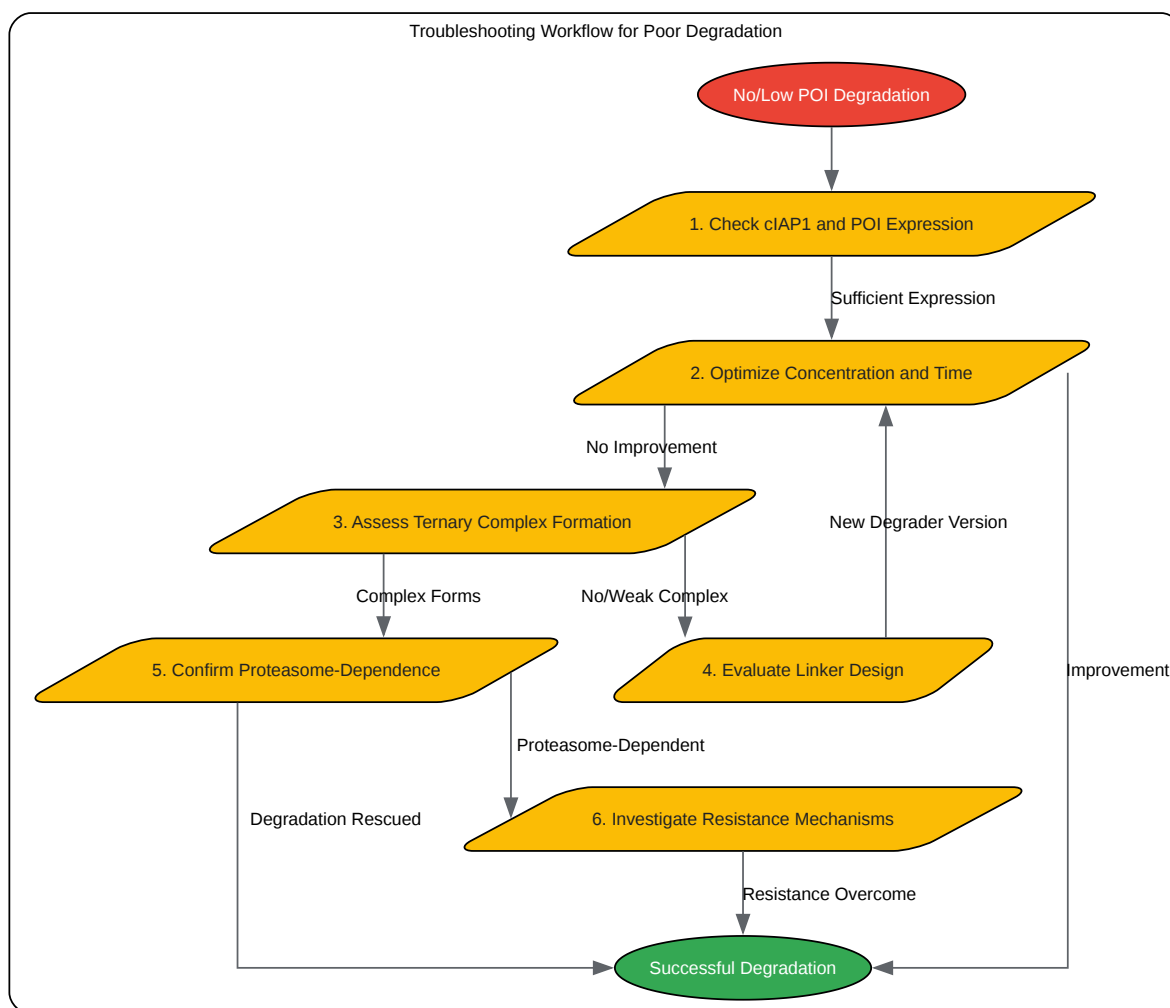 Troubleshooting Workflow for Poor Degradation
No/Low POI Degradation
1. Check cIAP1 and POI Expression
Sufficient Expression
2. Optimize Concentration and Time
No Improvement
3. Assess Ternary Complex Formation
New Degrader Version
Complex Forms
No/Weak Complex
5. Confirm Proteasome-Dependence
4. Evaluate Linker Design
Improvement
Proteasome-Dependent
Degradation Rescued
6. Investigate Resistance Mechanisms
Resistance Overcome
Successful Degradation